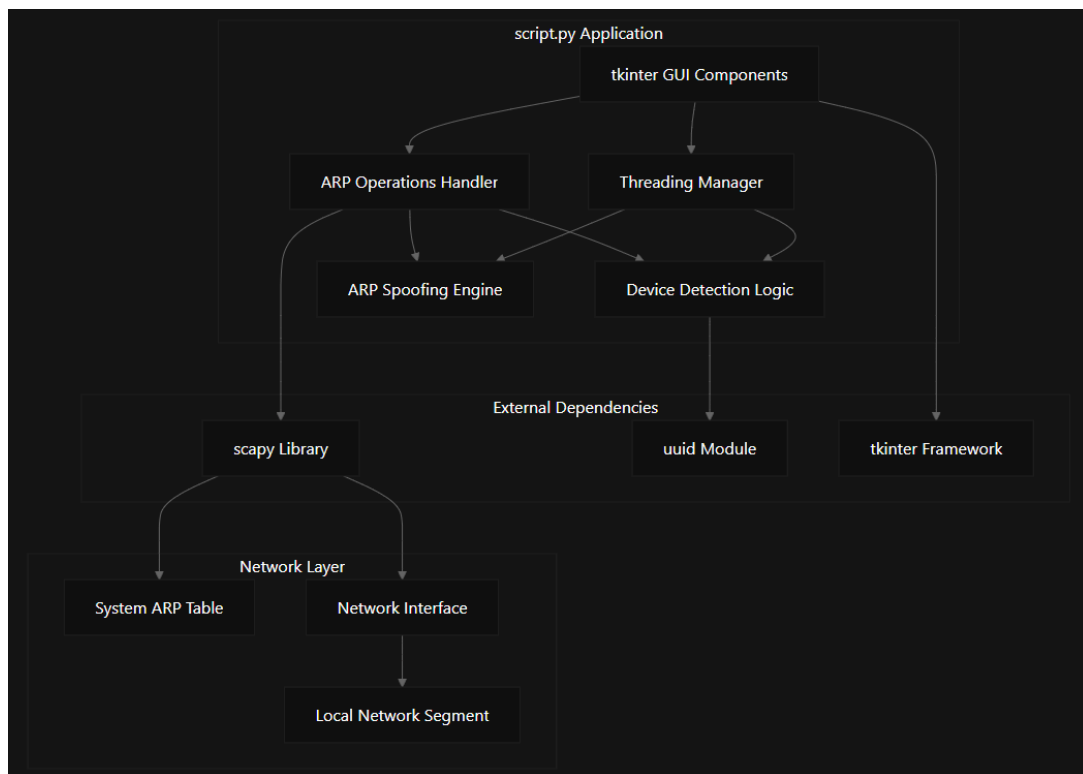 script.py Application
tkinter GUI Components
ARP Operations Handler
Threading Manager
ARP Spoofing Engine
Device Detection Logic
External Dependencies
scapy Library
uuid Module
tkinter Framework
Network Layer
System ARP Table
Network Interface
Local Network Segment